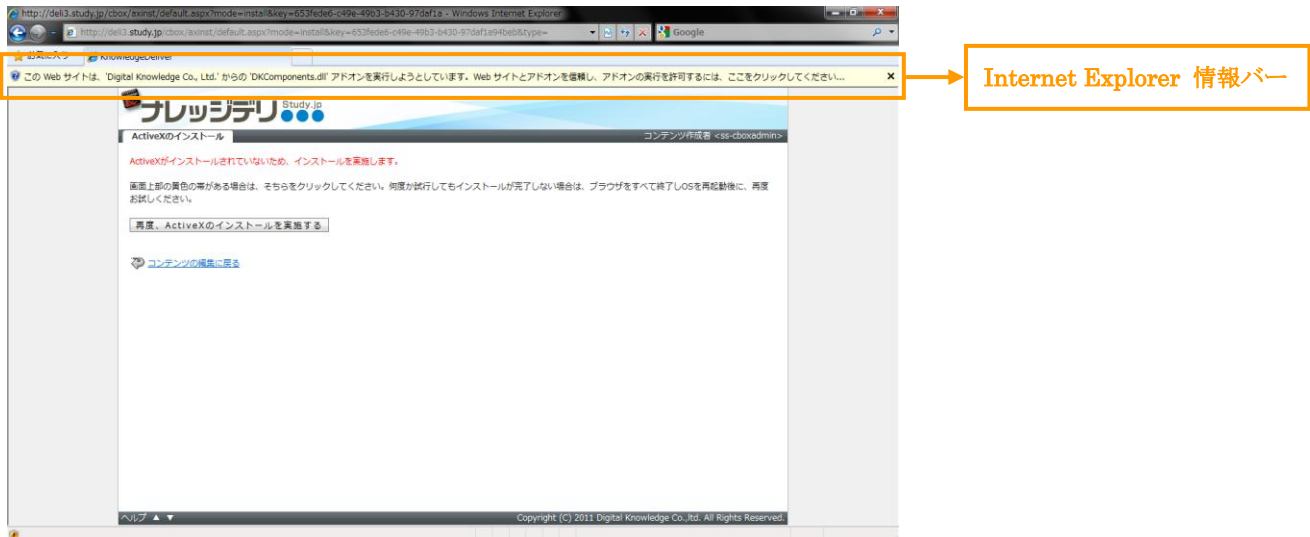 http://deli3.study.jp/cbox/axinst/default.aspx?mode=install&key=653fede6-c49e-49b3-b430-97daf1a - Windows Internet Explorer
http://deli3.study.jp/cbox/axinst/default.aspx?mode=install&key=653fede6-c49e-49b3-b430-97daf1e94beb&type=
Google
お気に入り
KnowledgeDeliver
この Web サイトは、'Digital Knowledge Co., Ltd.' からの 'DKComponents.dll' アドオンを実行しようとしています。Web サイトとアドオンを信頼し、アドオンの実行を許可するには、ここをクリックしてください...
Internet Explorer 情報バー
ナレッジデリ Study.jp
ActiveXのインストール
コンテンツ作成者 <ss-cboxadmin>
ActiveXがインストールされていないため、インストールを実施します。
画面上部の黄色の帯がある場合は、そちらをクリックしてください。何度か試行してもインストールが完了しない場合は、ブラウザをすべて終了しOSを再起動後に、再度
お試しください。
再度、ActiveXのインストールを実施する
コンテンツの編集に戻る
ヘルプ ▲ ▼
Copyright (C) 2011 Digital Knowledge Co.,ltd. All Rights Reserved.